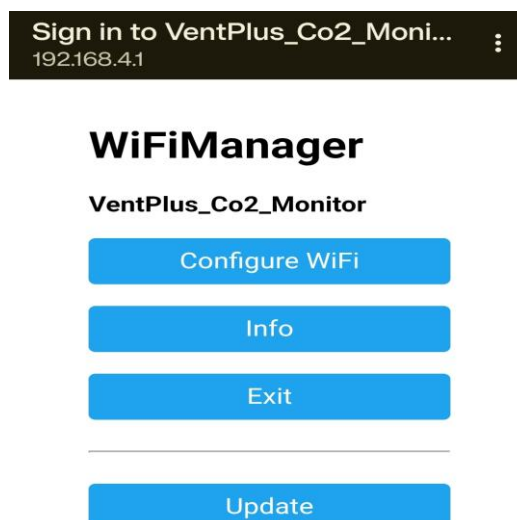 Sign in to VentPlus_Co2_Moni...
192.168.4.1
WiFiManager
VentPlus_Co2_Monitor
Configure WiFi
Info
Exit
Update